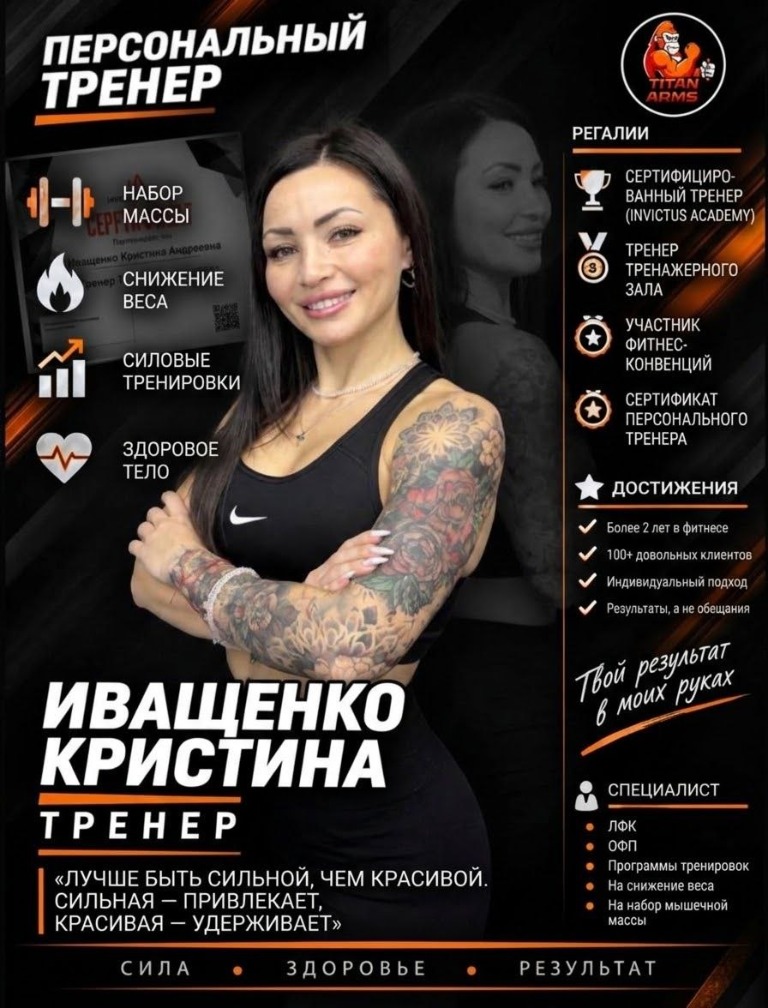 ПЕРСОНАЛЬНЫЙ
ТРЕНЕР
TITAN
ARMS
НАБОР
МАССЫ
СНИЖЕНИЕ
ВЕСА
СИЛОВЫЕ
ТРЕНИРОВКИ
ЗДОРОВОЕ
ТЕЛО
Иващенко Кристина Андреевна
РЕГАЛИИ
СЕРТИФИЦИРО-
ВАННЫЙ ТРЕНЕР
(INVICTUS ACADEMY)
ТРЕНЕР
ТРЕНАЖЕРНОГО
ЗАЛА
УЧАСТНИК
ФИТНЕС-
КОНВЕНЦИЙ
СЕРТИФИКАТ
ПЕРСОНАЛЬНОГО
ТРЕНЕРА
ДОСТИЖЕНИЯ
Более 2 лет в фитнесе
100+ довольных клиентов
Индивидуальный подход
Результаты, а не обещания
Твой результат
в моих руках
СПЕЦИАЛИСТ
ЛФК
ОФП
Программы тренировок
На снижение веса
На набор мышечной
массы
ИВАЩЕНКО
КРИСТИНА
ТРЕНЕР
«ЛУЧШЕ БЫТЬ СИЛЬНОЙ, ЧЕМ КРАСИВОЙ.
СИЛЬНАЯ — ПРИВЛЕКАЕТ,
КРАСИВАЯ — УДЕРЖИВАЕТ»
СИЛА • ЗДОРОВЬЕ • РЕЗУЛЬТАТ